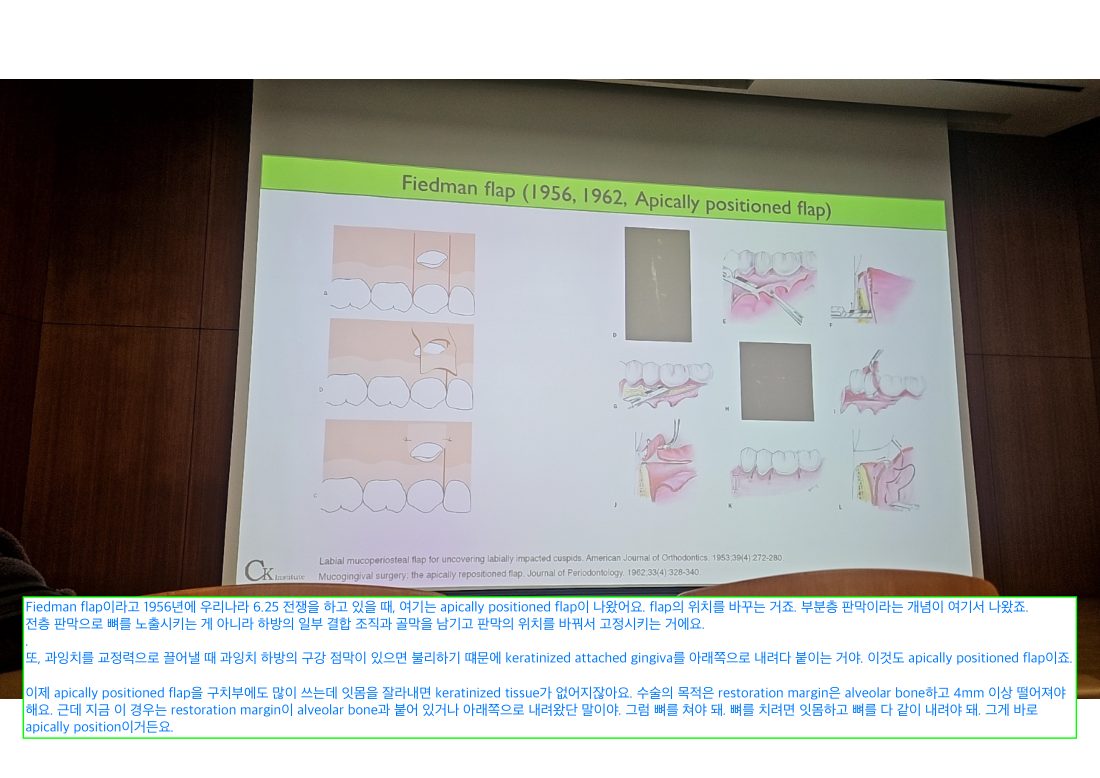 Fiedman flap (1956, 1962, Apically positioned flap)
B
D
C
D
E
F
G
H
I
J
K
L
Labial mucoperiosteal flap for uncovering labially impacted cuspids. American Journal of Orthodontics. 1953;39(4):272-280
Mucogingival surgery: the apically repositioned flap. Journal of Periodontology. 1962;33(4):328-340
CK Institute
Fiedman flap이라고 1956년에 우리나라 6.25 전쟁을 하고 있을 때, 여기는 apically positioned flap이 나왔어요. flap의 위치를 바꾸는 거죠. 부분층 판막이라는 개념이 여기서 나왔죠.
전층 판막으로 뼈를 노출시키는 게 아니라 하방의 일부 결합 조직과 골막을 남기고 판막의 위치를 바꿔서 고정시키는 거에요.
.
또, 과잉치를 교정력으로 끌어낼 때 과잉치 하방의 구강 점막이 있으면 불리하기 떄문에 keratinized attached gingiva를 아래쪽으로 내려다 붙이는 거야. 이것도 apically positioned flap이죠.
이제 apically positioned flap을 구치부에도 많이 쓰는데 잇몸을 잘라내면 keratinized tissue가 없어지잖아요. 수술의 목적은 restoration margin은 alveolar bone하고 4mm 이상 떨어져야
해요. 근데 지금 이 경우는 restoration margin이 alveolar bone과 붙어 있거나 아래쪽으로 내려왔단 말이야. 그럼 뼈를 쳐야 돼. 뼈를 치려면 잇몸하고 뼈를 다 같이 내려야 돼. 그게 바로
apically position이거든요.